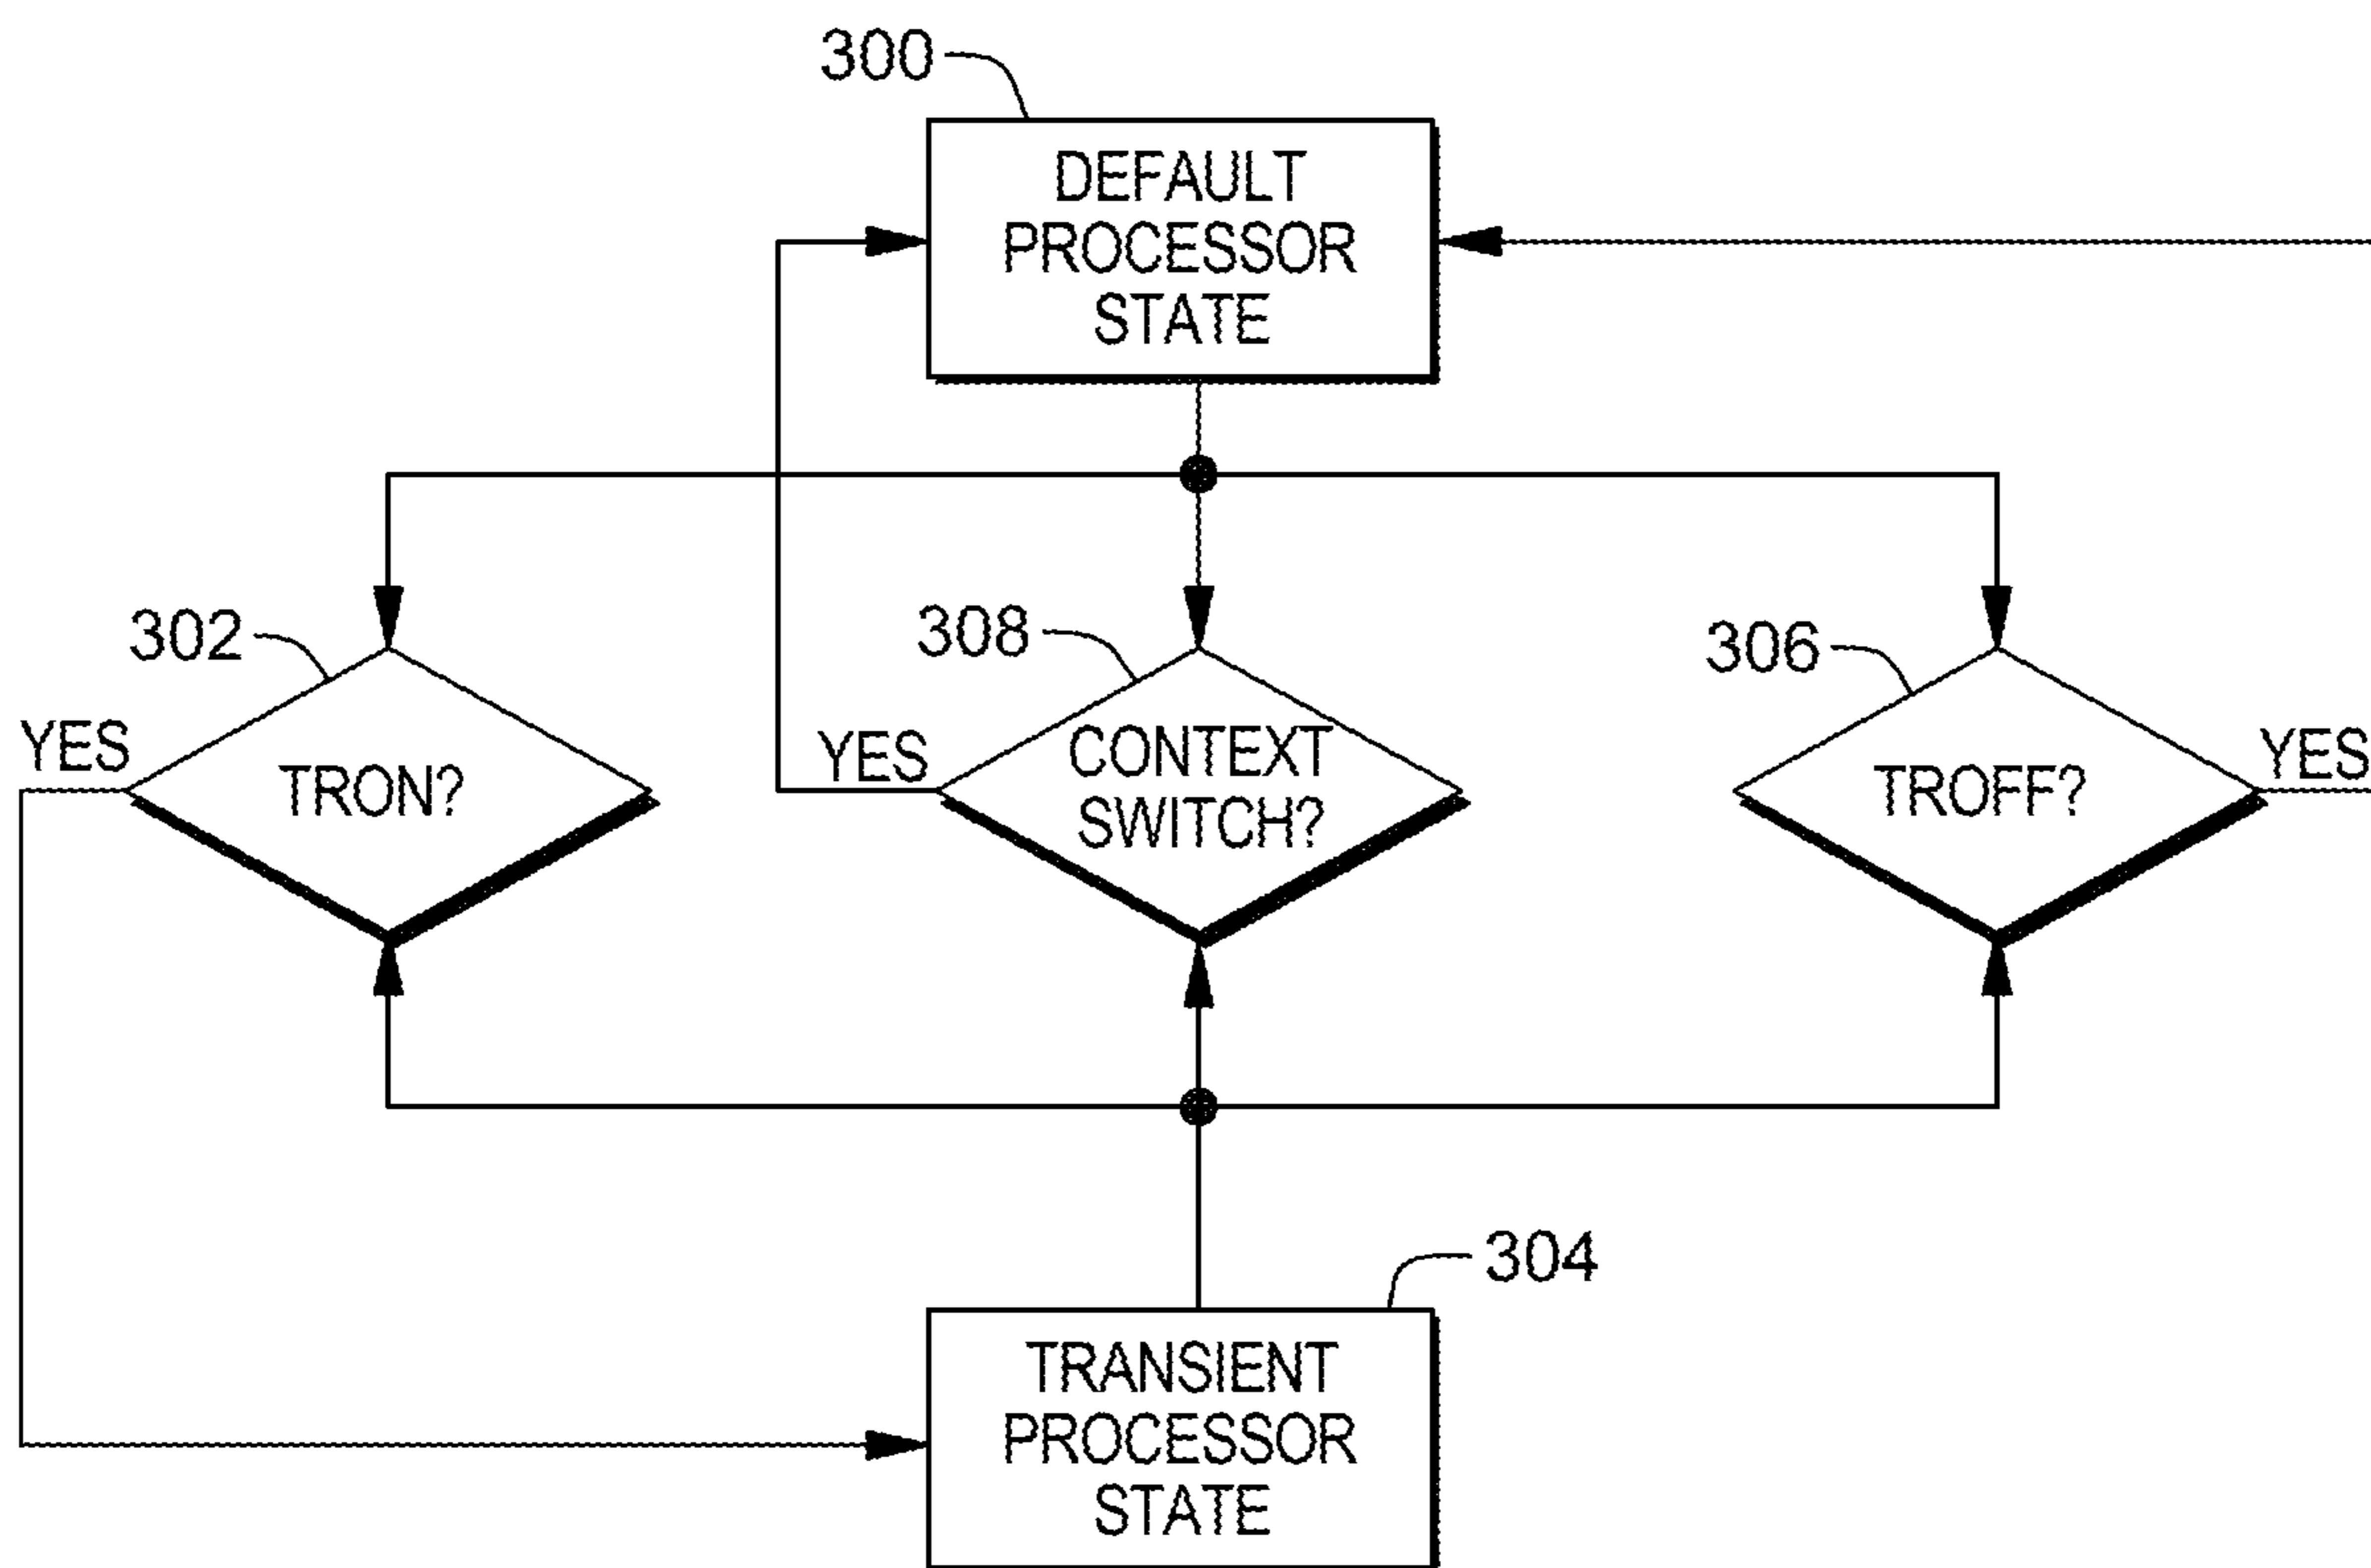 300
DEFAULT
PROCESSOR
STATE
302
308
306
YES
TRON?
YES
CONTEXT
SWITCH?
TROFF?
YES
304
TRANSIENT
PROCESSOR
STATE